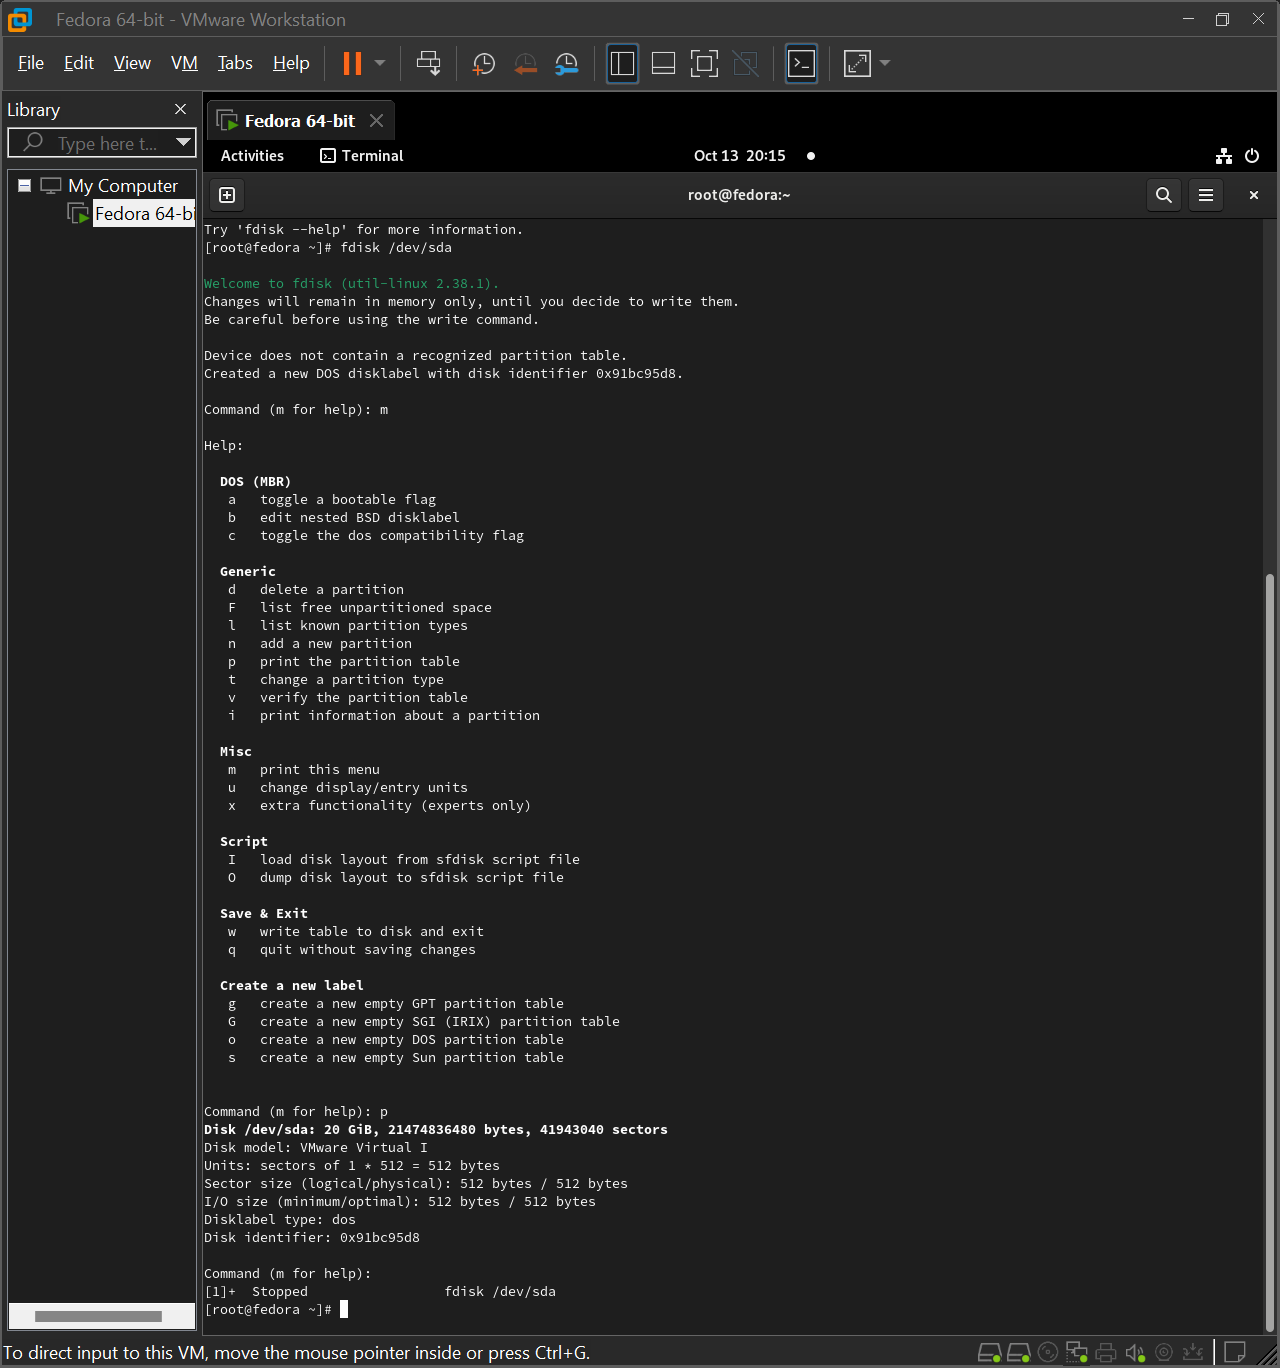 Fedora 64-bit - VMware Workstation
File Edit View VM Tabs Help
Library
Type here t...
My Computer
Fedora 64-bi
Fedora 64-bit
Activities Terminal Oct 13 20:15
root@fedora:~
Try 'fdisk --help' for more information.
[root@fedora ~]# fdisk /dev/sda
Welcome to fdisk (util-linux 2.38.1).
Changes will remain in memory only, until you decide to write them.
Be careful before using the write command.
Device does not contain a recognized partition table.
Created a new DOS disklabel with disk identifier 0x91bc95d8.
Command (m for help): m
Help:
DOS (MBR)
a toggle a bootable flag
b edit nested BSD disklabel
c toggle the dos compatibility flag
Generic
d delete a partition
F list free unpartitioned space
l list known partition types
n add a new partition
p print the partition table
t change a partition type
v verify the partition table
i print information about a partition
Misc
m print this menu
u change display/entry units
x extra functionality (experts only)
Script
I load disk layout from sfdisk script file
O dump disk layout to sfdisk script file
Save & Exit
w write table to disk and exit
q quit without saving changes
Create a new label
g create a new empty GPT partition table
G create a new empty SGI (IRIX) partition table
o create a new empty DOS partition table
s create a new empty Sun partition table
Command (m for help): p
Disk /dev/sda: 20 GiB, 21474836480 bytes, 41943040 sectors
Disk model: VMware Virtual I
Units: sectors of 1 * 512 = 512 bytes
Sector size (logical/physical): 512 bytes / 512 bytes
I/O size (minimum/optimal): 512 bytes / 512 bytes
Disklabel type: dos
Disk identifier: 0x91bc95d8
Command (m for help):
[1]+ Stopped fdisk /dev/sda
[root@fedora ~]#
To direct input to this VM, move the mouse pointer inside or press Ctrl+G.